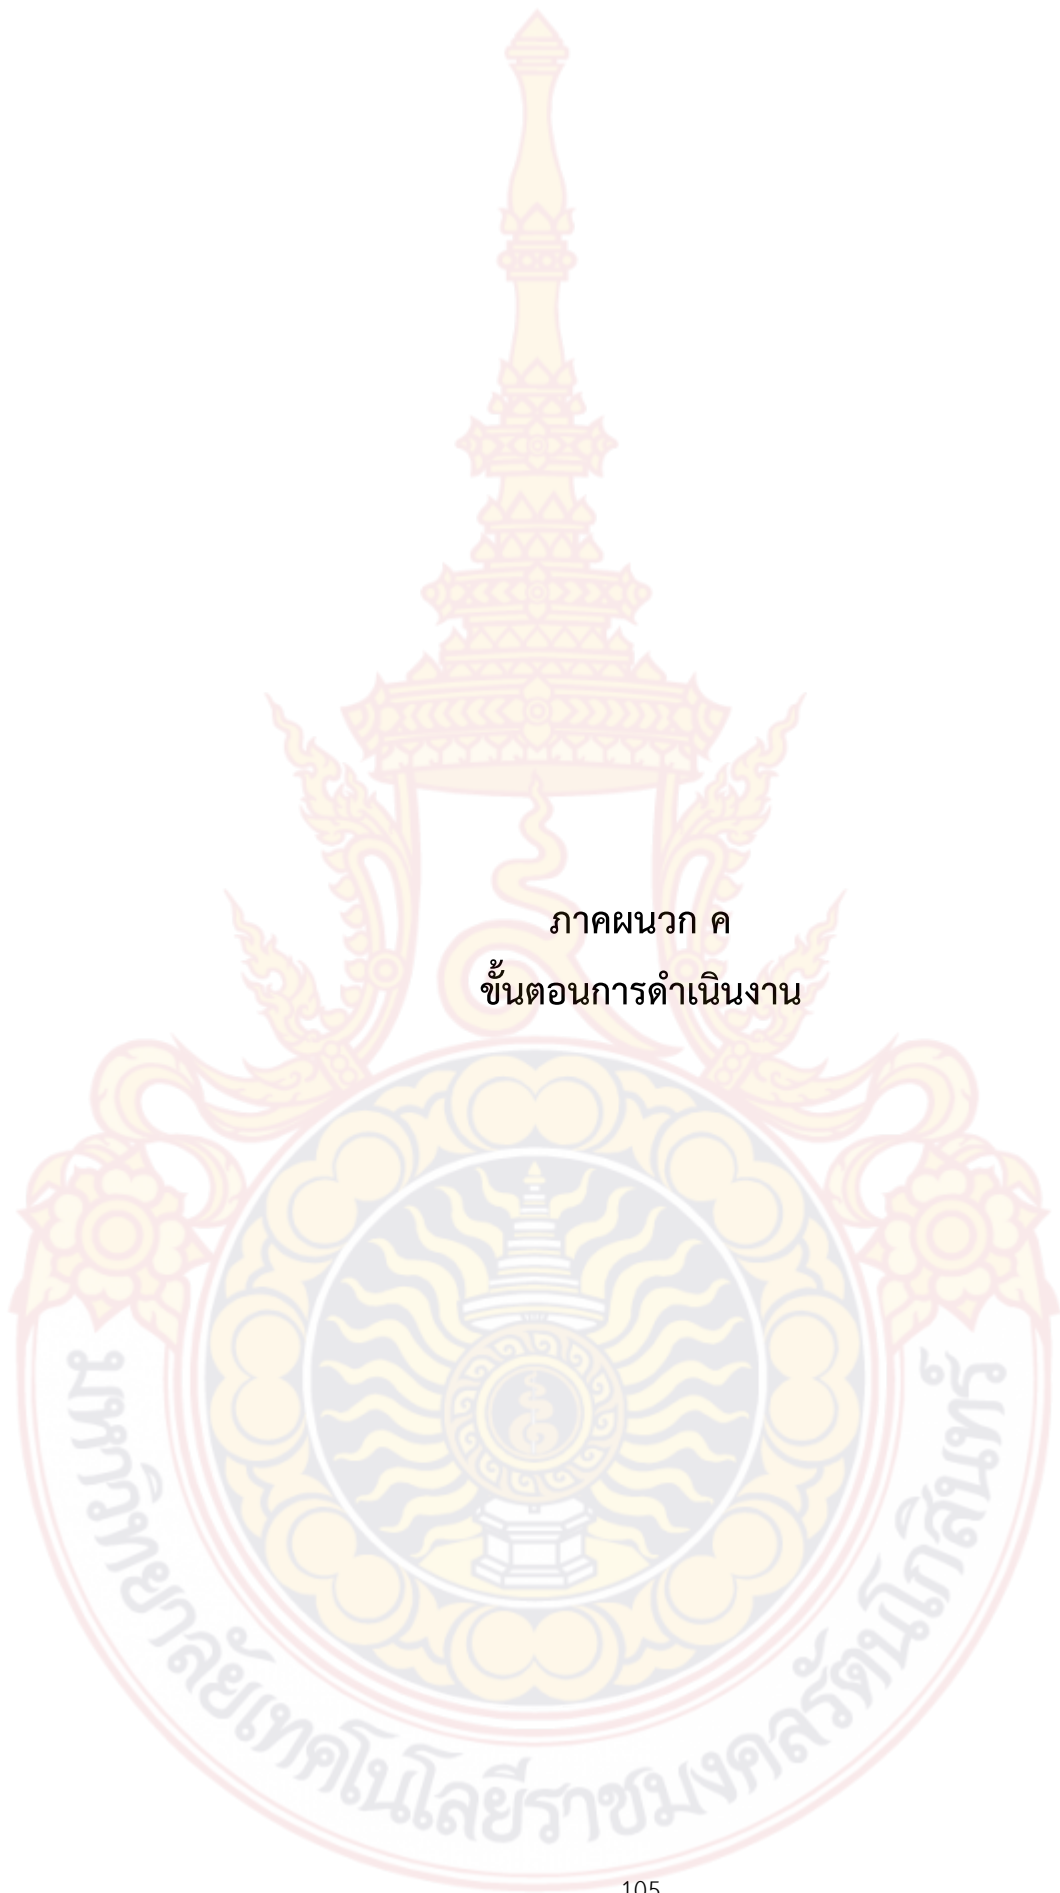 ภาคผนวก ค
ขั้นตอนการดำเนินงาน
มหาวิทยาลัยเทคโนโลยีราชมงคลรัตนโกสินทร์
105